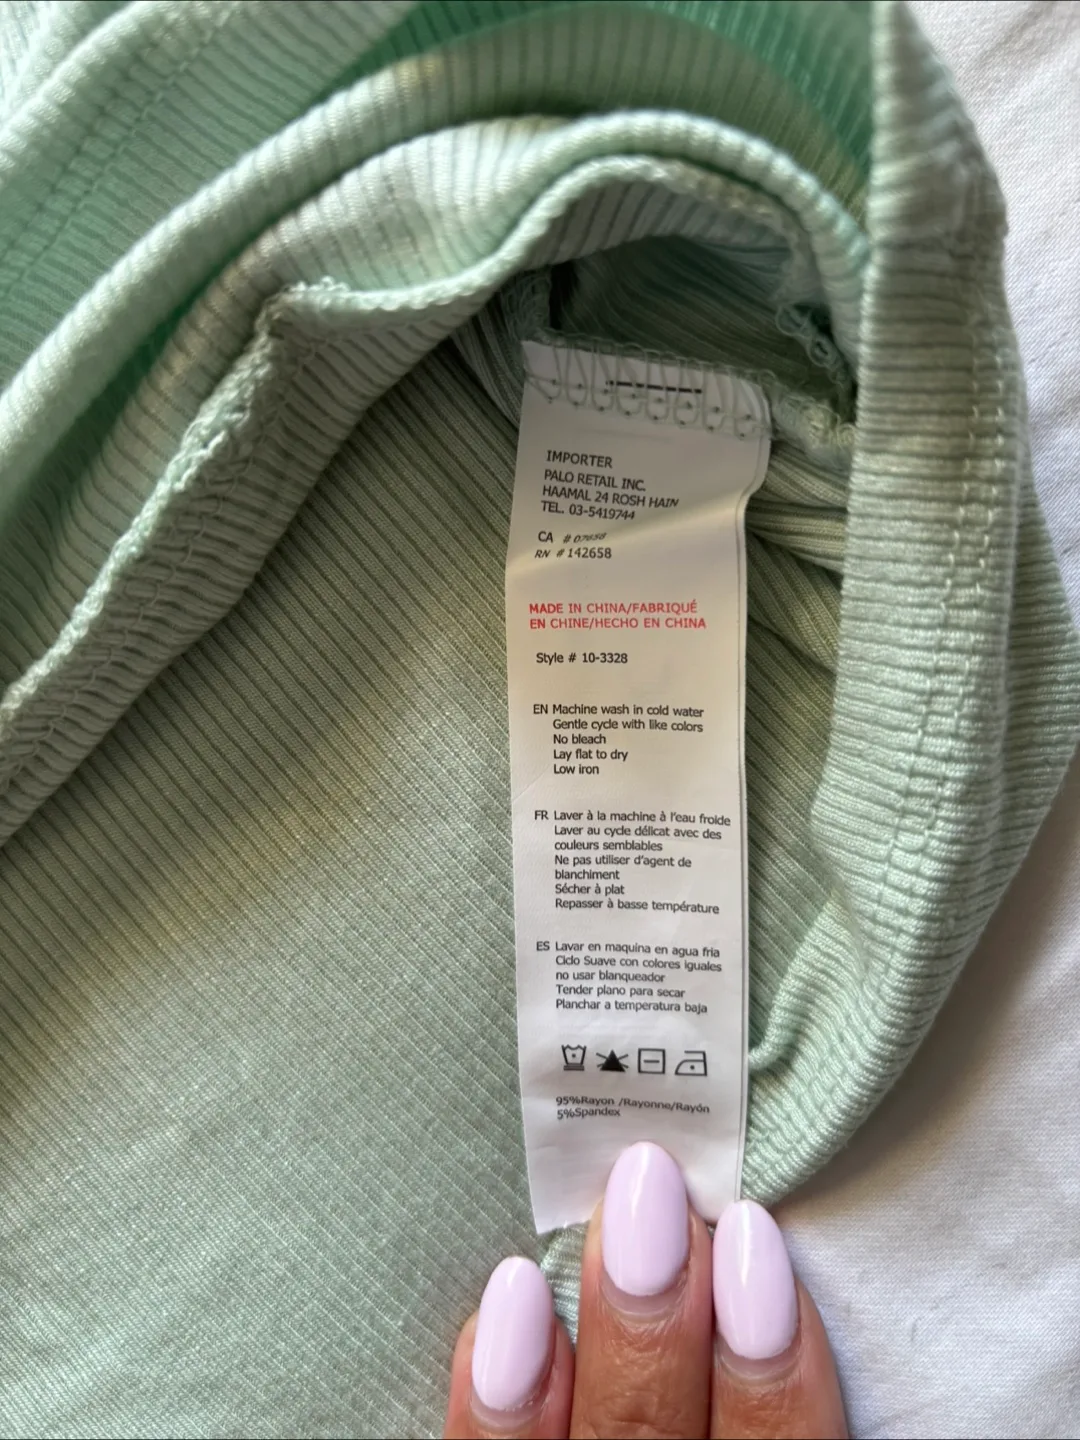 IMPORTER
PALO RETAIL INC.
HAAMAL 24 ROSH HAIN
TEL. 03-5419744
CA # 07658
RN # 142658
MADE IN CHINA/FABRIQUÉ
EN CHINE/HECHO EN CHINA
Style # 10-3328
EN Machine wash in cold water
Gentle cycle with like colors
No bleach
Lay flat to dry
Low iron
FR Laver à la machine à l'eau froide
Laver au cycle délicat avec des
couleurs semblables
Ne pas utiliser d'agent de
blanchiment
Sécher à plat
Repasser à basse température
ES Lavar en maquina en agua fria
Ciclo Suave con colores iguales
no usar blanqueador
Tender plano para secar
Planchar a temperatura baja
95%Rayon /Rayonne/Rayón
5%Spandex